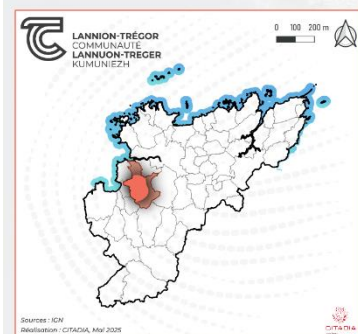 LANNION-TRÉGOR
COMMUNAUTÉ
LANNUON-TREGER
KUMUNIEZH
0 100 200 m
Sources : IGN
Réalisation : CITADIA, Mai 2025
CITADIA